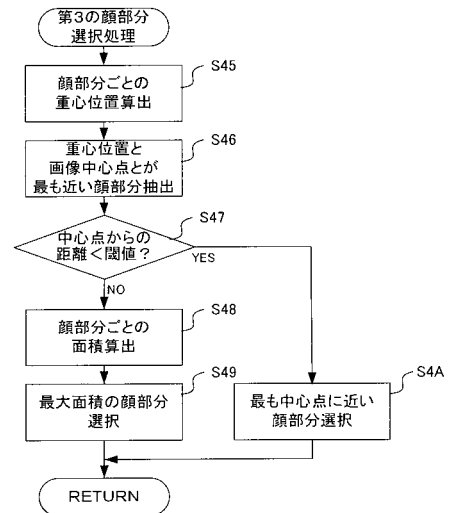 第3の顔部分
選択処理
S45
顔部分ごとの
重心位置算出
S46
重心位置と
画像中心点とが
最も近い顔部分抽出
S47
中心点からの
距離<閾値?
YES
NO
S48
顔部分ごとの
面積算出
S49
最大面積の顔部分
選択
S4A
最も中心点に近い
顔部分選択
RETURN